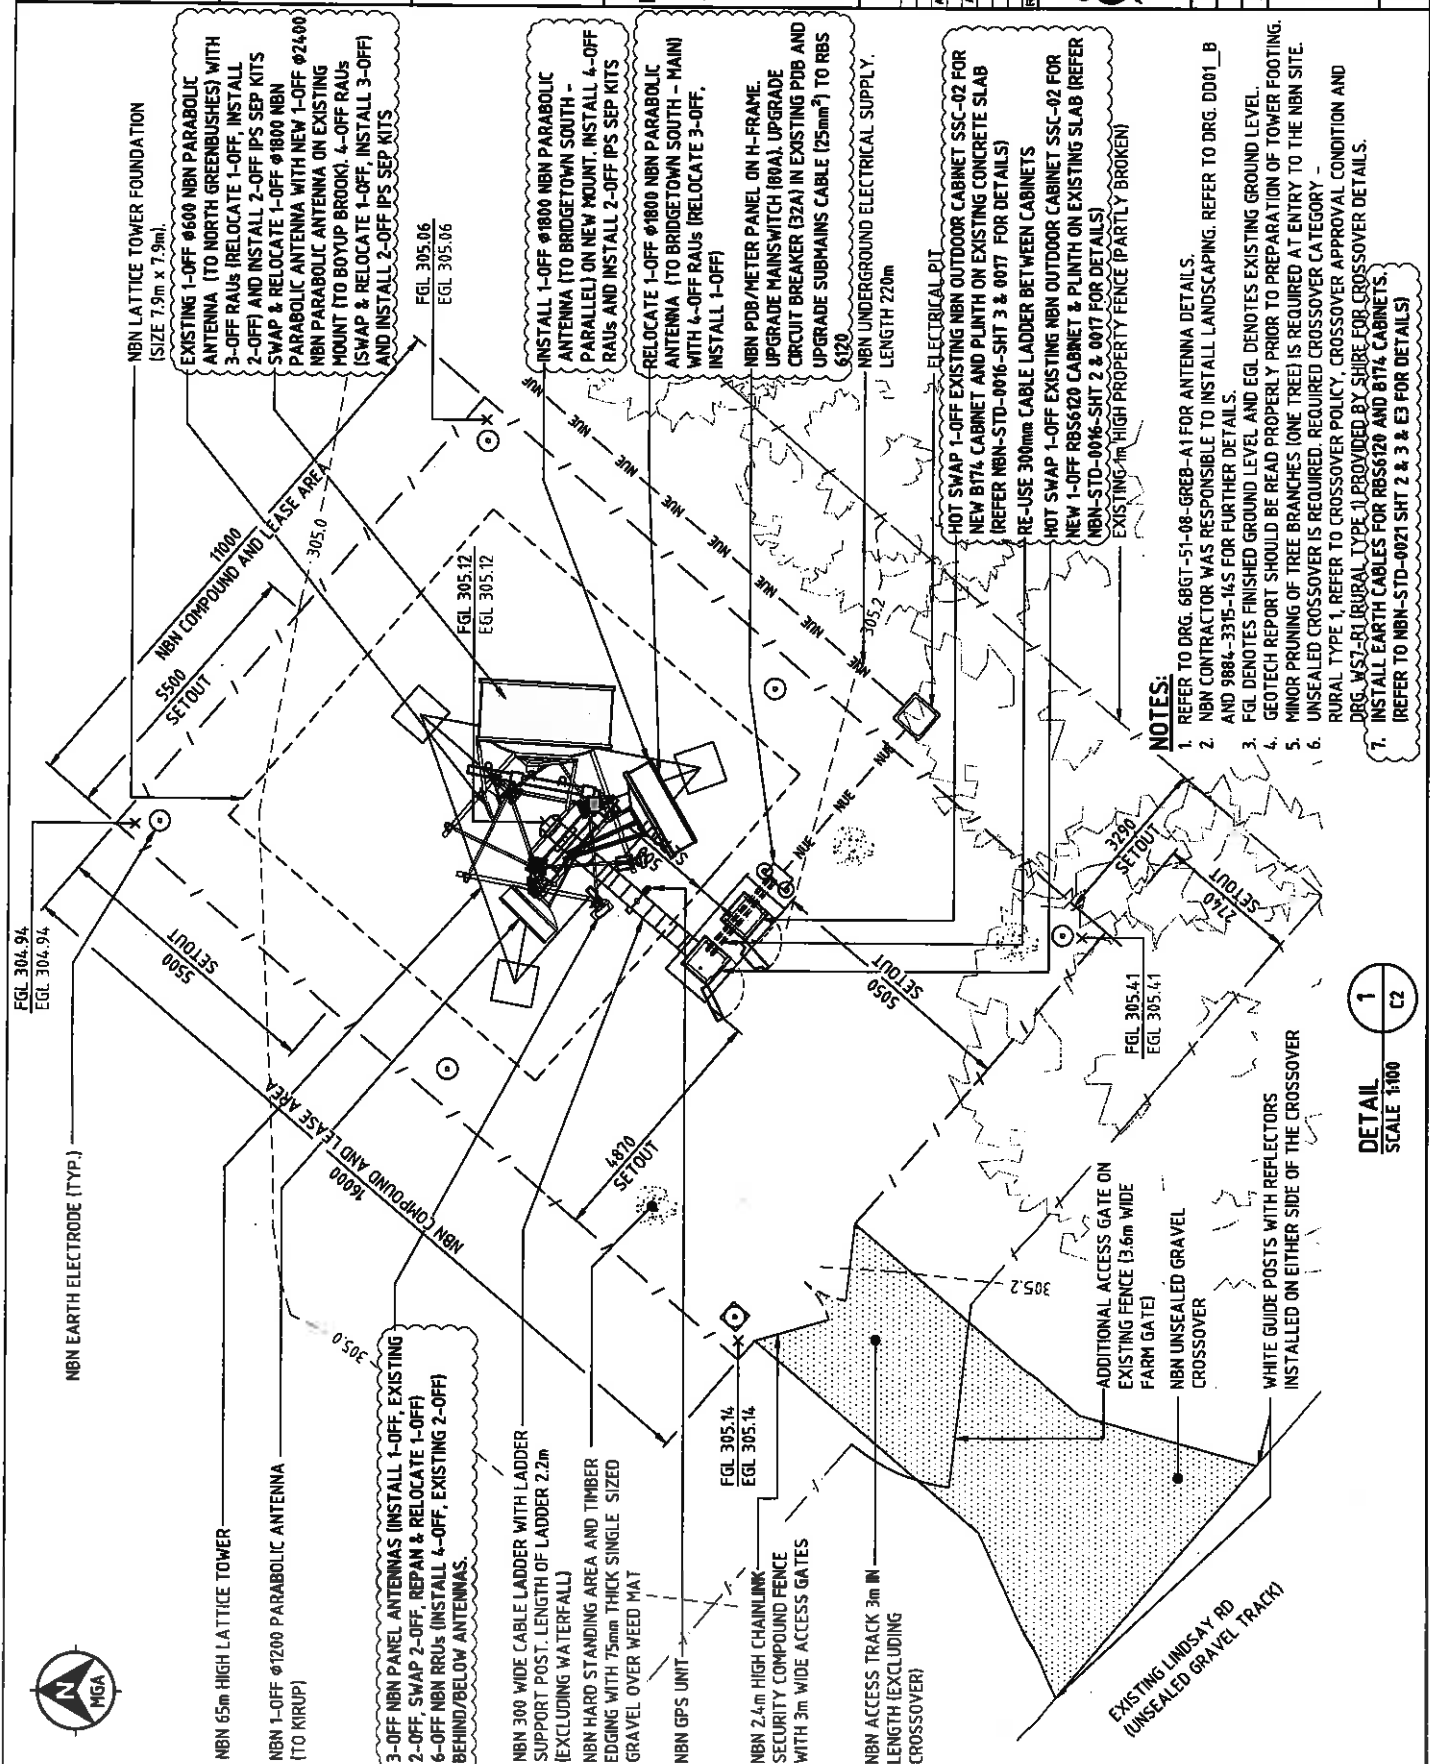 N
MGA
NBN 65m HIGH LATTICE TOWER
NBN 1-OFF φ1200 PARABOLIC ANTENNA
(TO KIRUP)
3-OFF NBN PANEL ANTENNAS (INSTALL 1-OFF, EXISTING
2-OFF, SWAP 2-OFF, REPAN & RELOCATE 1-OFF)
6-OFF NBN RRUs (INSTALL 4-OFF, EXISTING 2-OFF)
BEHIND/BELOW ANTENNAS.
NBN 300 WIDE CABLE LADDER WITH LADDER
SUPPORT POST. LENGTH OF LADDER 2.2m
(EXCLUDING WATERFALL)
NBN HARD STANDING AREA AND TIMBER
EDGING WITH 75mm THICK SINGLE SIZED
GRAVEL OVER WEED MAT
NBN GPS UNIT
NBN 2.4m HIGH CHAINLINK
SECURITY COMPOUND FENCE
WITH 3m WIDE ACCESS GATES
NBN ACCESS TRACK 3m IN
LENGTH (EXCLUDING
CROSSOVER)
EXISTING LINDSAY RD
(UNSEALED GRAVEL TRACK)
NBN EARTH ELECTRODE (TYP.)
FGL 304.94
EGL 304.94
FGL 305.14
EGL 305.14
305.0
16000
NBN COMPOUND AND LEASE AREA
5500
SETOUT
4870
SETOUT
305.2
ADDITIONAL ACCESS GATE ON
EXISTING FENCE (3.6m WIDE
FARM GATE)
NBN UNSEALED GRAVEL
CROSSOVER
WHITE GUIDE POSTS WITH REFLECTORS
INSTALLED ON EITHER SIDE OF THE CROSSOVER
11000
NBN COMPOUND AND LEASE AREA
5500
SETOUT
305.0
FGL 305.12
EGL 305.12
FGL 305.06
EGL 305.06
5050
SETOUT
FGL 305.41
EGL 305.41
3290
SETOUT
2740
SETOUT
NUE
NUE
NUE
NUE
NUE
NUE
NUE
NUE
NUE
NUE
305.2
NBN LATTICE TOWER FOUNDATION
(SIZE 7.9m x 7.9m).
EXISTING 1-OFF φ600 NBN PARABOLIC
ANTENNA (TO NORTH GREENBUSHES) WITH
3-OFF RAUs (RELOCATE 1-OFF, INSTALL
2-OFF) AND INSTALL 2-OFF IPS SEP KITS
SWAP & RELOCATE 1-OFF φ1800 NBN
PARABOLIC ANTENNA WITH NEW 1-OFF φ2400
NBN PARABOLIC ANTENNA ON EXISTING
MOUNT (TO BOYUP BROOK). 4-OFF RAUs
(SWAP & RELOCATE 1-OFF, INSTALL 3-OFF)
AND INSTALL 2-OFF IPS SEP KITS
INSTALL 1-OFF φ1800 NBN PARABOLIC
ANTENNA (TO BRIDGETOWN SOUTH -
PARALLEL) ON NEW MOUNT. INSTALL 4-OFF
RAUs AND INSTALL 2-OFF IPS SEP KITS
RELOCATE 1-OFF φ1800 NBN PARABOLIC
ANTENNA (TO BRIDGETOWN SOUTH - MAIN)
WITH 4-OFF RAUs (RELOCATE 3-OFF,
INSTALL 1-OFF)
NBN PDB/METER PANEL ON H-FRAME.
UPGRADE MAINSWITCH (80A). UPGRADE
CIRCUIT BREAKER (32A) IN EXISTING PDB AND
UPGRADE SUBMAINS CABLE (25mm²) TO RBS
6120
NBN UNDERGROUND ELECTRICAL SUPPLY.
LENGTH 220m
ELECTRICAL PIT
HOT SWAP 1-OFF EXISTING NBN OUTDOOR CABINET SSC-02 FOR
NEW B174 CABINET AND PLINTH ON EXISTING CONCRETE SLAB
(REFER NBN-STD-0016-SHT 3 & 0017 FOR DETAILS)
RE-USE 300mm CABLE LADDER BETWEEN CABINETS
HOT SWAP 1-OFF EXISTING NBN OUTDOOR CABINET SSC-02 FOR
NEW 1-OFF RBS6120 CABINET & PLINTH ON EXISTING SLAB (REFER
NBN-STD-0016-SHT 2 & 0017 FOR DETAILS)
EXISTING 1m HIGH PROPERTY FENCE (PARTLY BROKEN)
NOTES:
1. REFER TO DRG. 6BGT-51-08-GREB-A1 FOR ANTENNA DETAILS.
2. NBN CONTRACTOR WAS RESPONSIBLE TO INSTALL LANDSCAPING. REFER TO DRG. DD01_B
AND 9884-3315-14S FOR FURTHER DETAILS.
3. FGL DENOTES FINISHED GROUND LEVEL AND EGL DENOTES EXISTING GROUND LEVEL.
4. GEOTECH REPORT SHOULD BE READ PROPERLY PRIOR TO PREPARATION OF TOWER FOOTING.
5. MINOR PRUNING OF TREE BRANCHES (ONE TREE) IS REQUIRED AT ENTRY TO THE NBN SITE.
6. UNSEALED CROSSOVER IS REQUIRED. REQUIRED CROSSOVER CATEGORY -
RURAL TYPE 1, REFER TO CROSSOVER POLICY, CROSSOVER APPROVAL CONDITION AND
DRG. WS7-R1 (RURAL TYPE 1) PROVIDED BY SHIRE FOR CROSSOVER DETAILS.
7. INSTALL EARTH CABLES FOR RBS6120 AND B174 CABINETS.
(REFER TO NBN-STD-0021 SHT 2 & 3 & E3 FOR DETAILS)
DETAIL
SCALE 1:100
1
C2